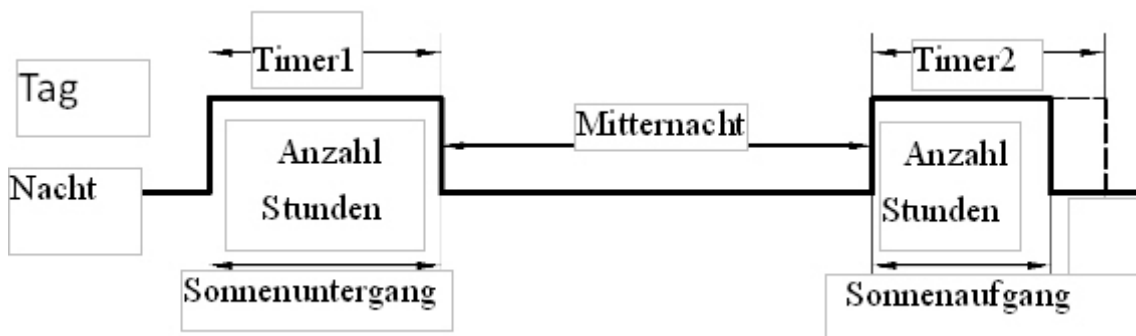 Timer1
Timer2
Tag
Mitternacht
Anzahl
Stunden
Anzahl
Stunden
Nacht
Sonnenuntergang
Sonnenaufgang